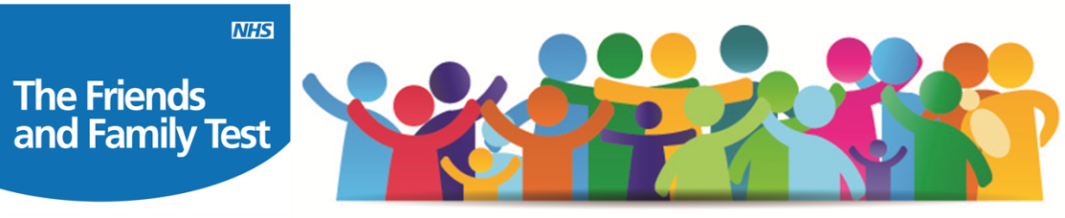 NHS
The Friends
and Family Test